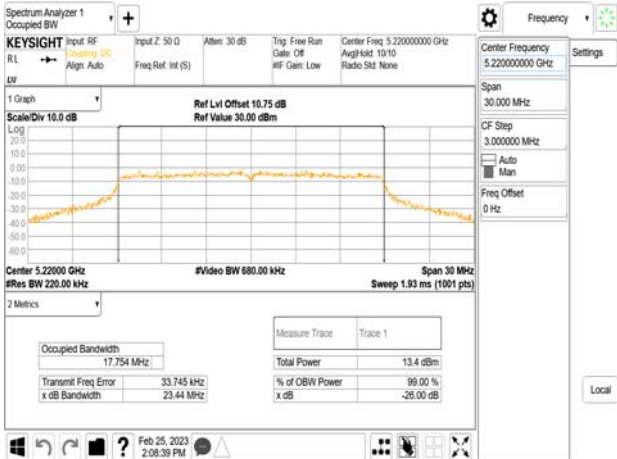 Spectrum Analyzer 1
Occupied BW
Frequency
KEYSIGHT
Input: RF
Coupling: DC
Align: Auto
Input Z: 50 Ω
Freq Ref: Int (S)
Atten: 30 dB
Trig: Free Run
Gate: Off
#IF Gain: Low
Center Freq: 5.220000000 GHz
Avg|Hold: 10/10
Radio Std: None
RL
LVI
Center Frequency
5.220000000 GHz
Settings
Span
30.000 MHz
CF Step
3.000000 MHz
Auto
Man
Freq Offset
0 Hz
Local
1 Graph
Scale/Div 10.0 dB
Ref Lvl Offset 10.75 dB
Ref Value 30.00 dBm
Log
20.0
10.0
0.00
-10.0
-20.0
-30.0
-40.0
-50.0
-60.0
Center 5.22000 GHz
#Video BW 680.00 kHz
Span 30 MHz
#Res BW 220.00 kHz
Sweep 1.93 ms (1001 pts)
2 Metrics
Measure Trace
Trace 1
Occupied Bandwidth
17.754 MHz
Total Power
13.4 dBm
Transmit Freq Error
33.745 kHz
% of OBW Power
99.00 %
x dB Bandwidth
23.44 MHz
x dB
-26.00 dB
Feb 25, 2023
2:08:39 PM